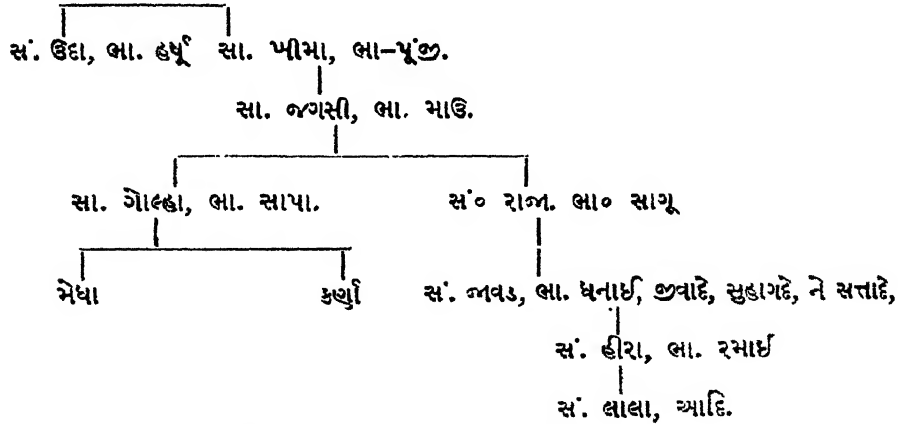 સં. ઉદા, ભા. હર્ષૂ સા. ખીમા, ભા-પૂંજી.
સા. જગસી, ભા. માઉ.
સા. ગોલ્હા, ભા. સાપા. સં૦ રાજા. ભા૦ સાગૂ
મેઘા કર્ણા સં. જાવડ, ભા. ધનાઈ, જીવાદે, સુહાગદે, ને સત્તાદે,
સં. હીરા, ભા. રમાઈ
સં. લાલા, આદિ.